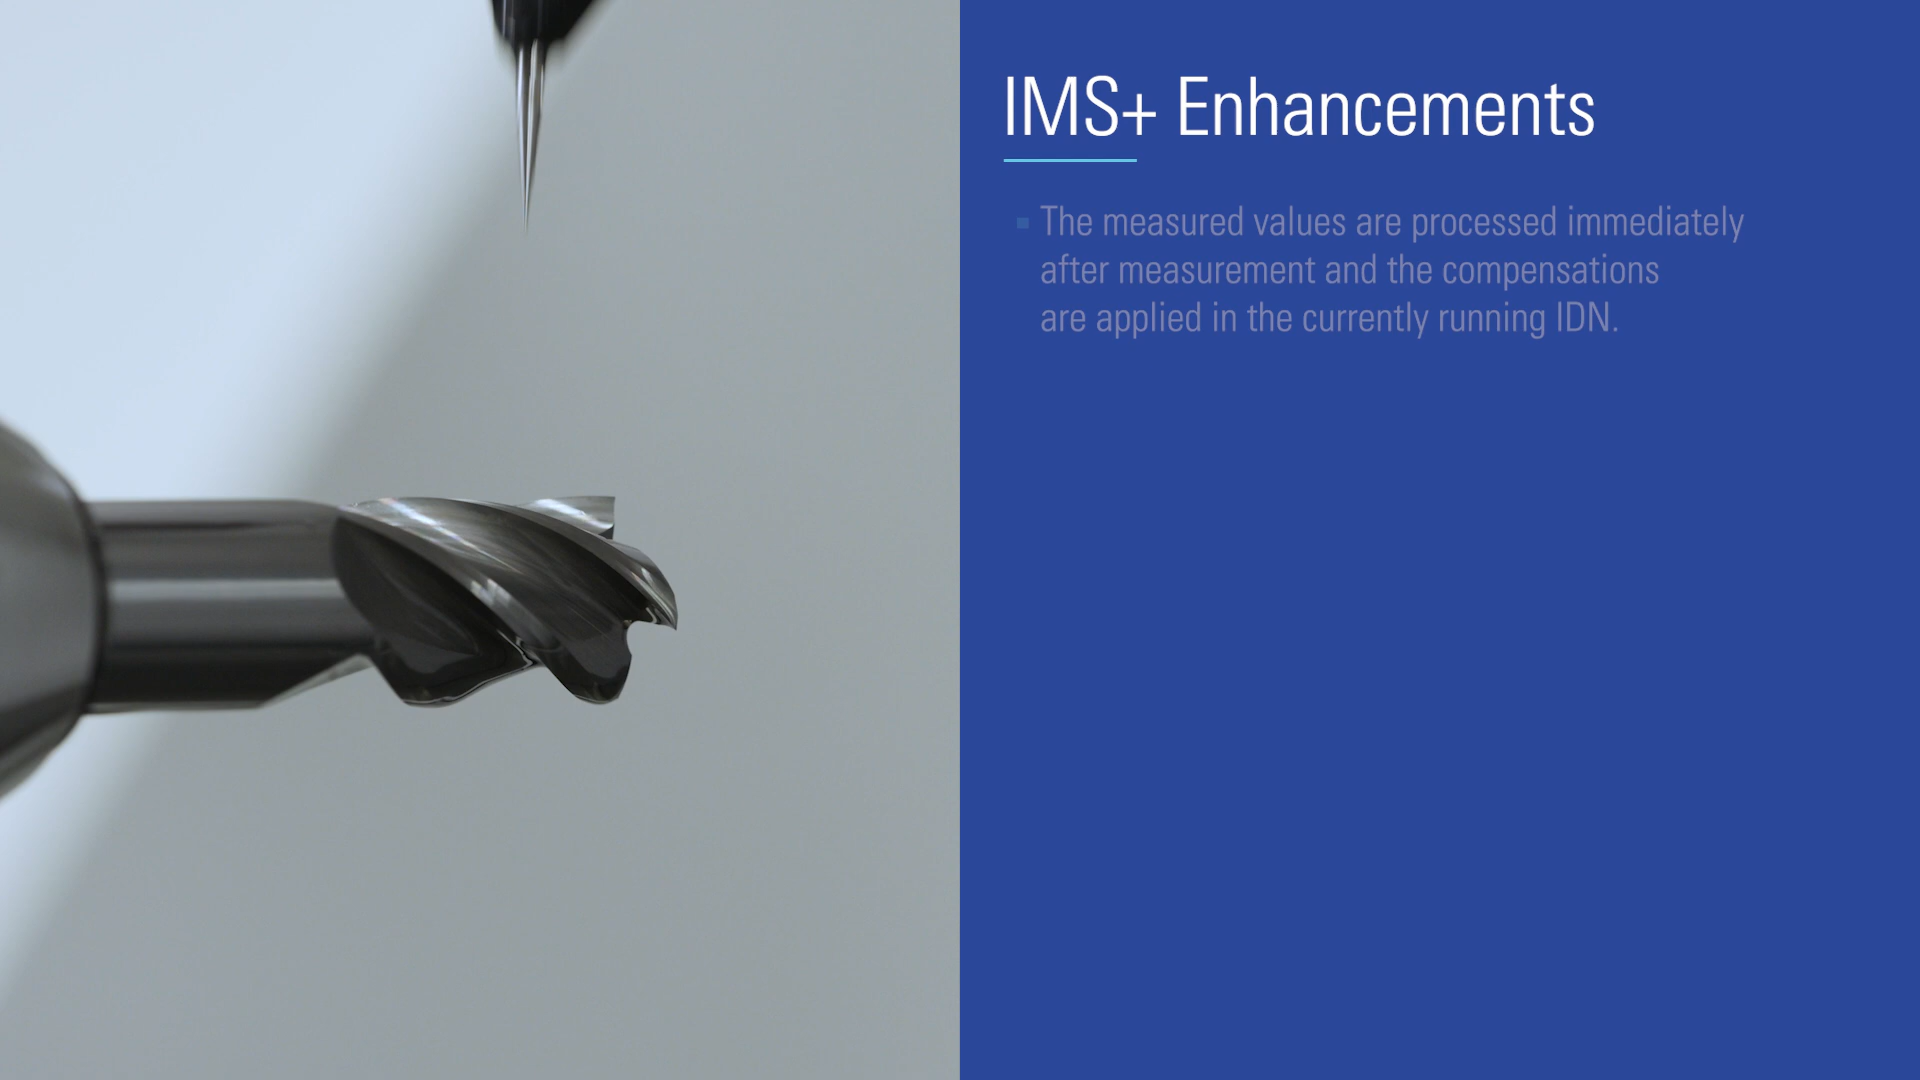 IMS+ Enhancements
The measured values are processed immediately
after measurement and the compensations
are applied in the currently running IDN.